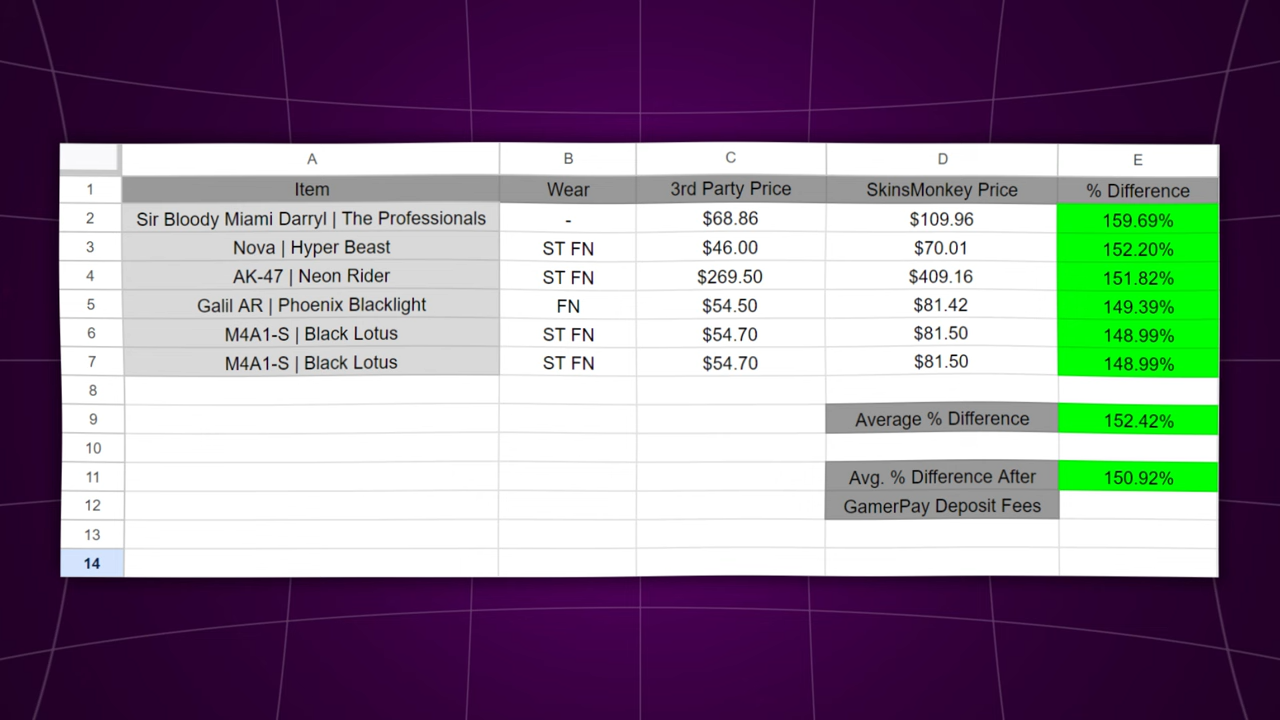 A B C D E
1 Item Wear 3rd Party Price SkinsMonkey Price % Difference
2 Sir Bloody Miami Darryl | The Professionals - $68.86 $109.96 159.69%
3 Nova | Hyper Beast ST FN $46.00 $70.01 152.20%
4 AK-47 | Neon Rider ST FN $269.50 $409.16 151.82%
5 Galil AR | Phoenix Blacklight FN $54.50 $81.42 149.39%
6 M4A1-S | Black Lotus ST FN $54.70 $81.50 148.99%
7 M4A1-S | Black Lotus ST FN $54.70 $81.50 148.99%
8
9 Average % Difference 152.42%
10
11 Avg. % Difference After 150.92%
12 GamerPay Deposit Fees
13
14